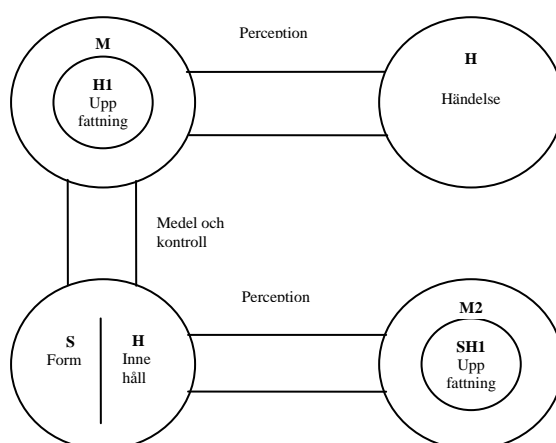 Perception
M
H
H1
Upp
fattning
Händelse
Medel och
kontroll
Perception
M2
S
Form
H
Inne
håll
SH1
Upp
fattning